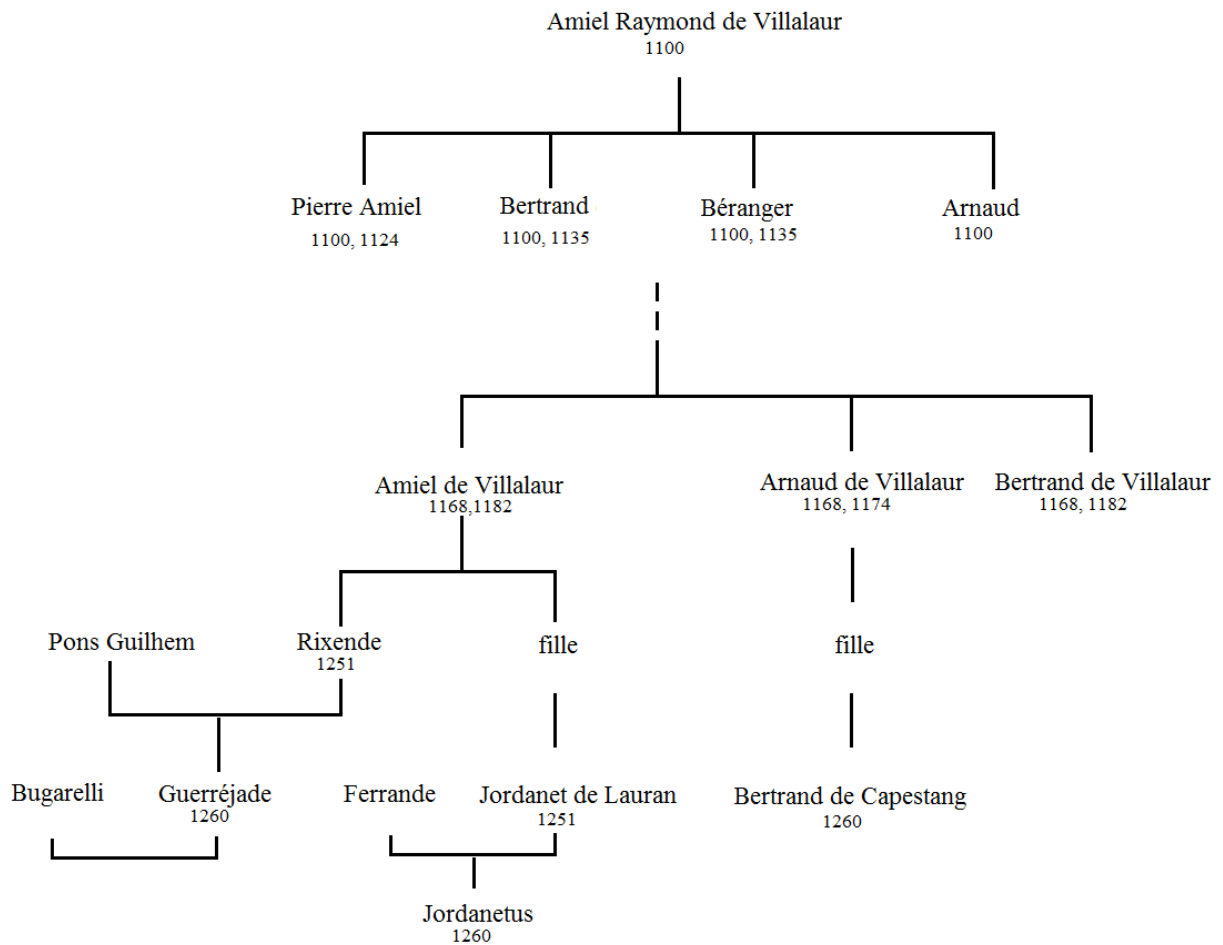 Amiel Raymond de Villalaur
1100
Pierre Amiel
1100, 1124
Bertrand
1100, 1135
Béranger
1100, 1135
Arnaud
1100
Amiel de Villalaur
1168,1182
Arnaud de Villalaur
1168, 1174
Bertrand de Villalaur
1168, 1182
Pons Guilhem
Rixende
1251
fille
fille
Bugarelli
Guerréjade
1260
Ferrande
Jordanet de Lauran
1251
Bertrand de Capestang
1260
Jordanetus
1260